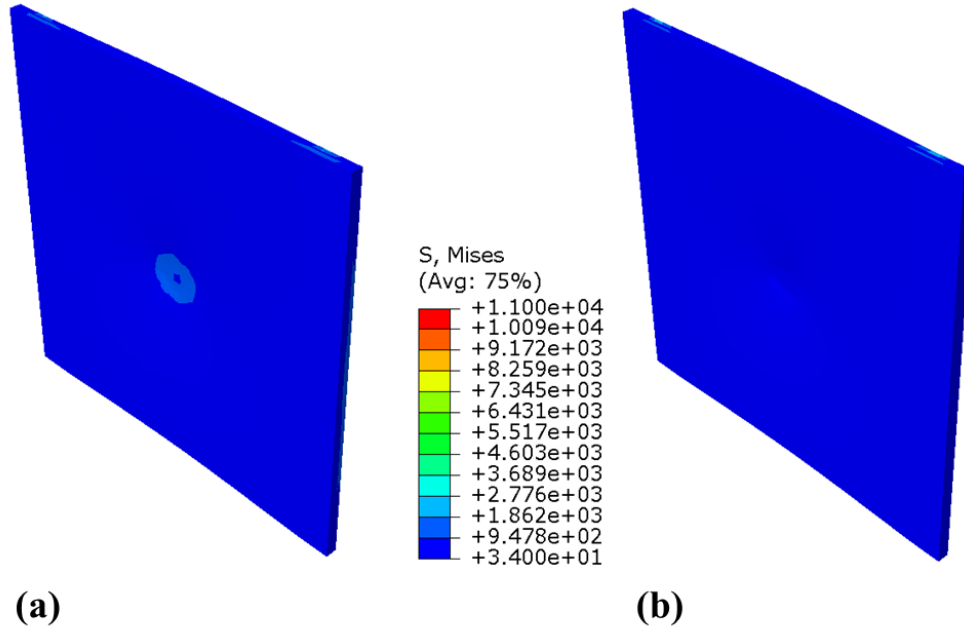 S, Mises
(Avg: 75%)
+1.100e+04
+1.009e+04
+9.172e+03
+8.259e+03
+7.345e+03
+6.431e+03
+5.517e+03
+4.603e+03
+3.689e+03
+2.776e+03
+1.862e+03
+9.478e+02
+3.400e+01
(a)
(b)